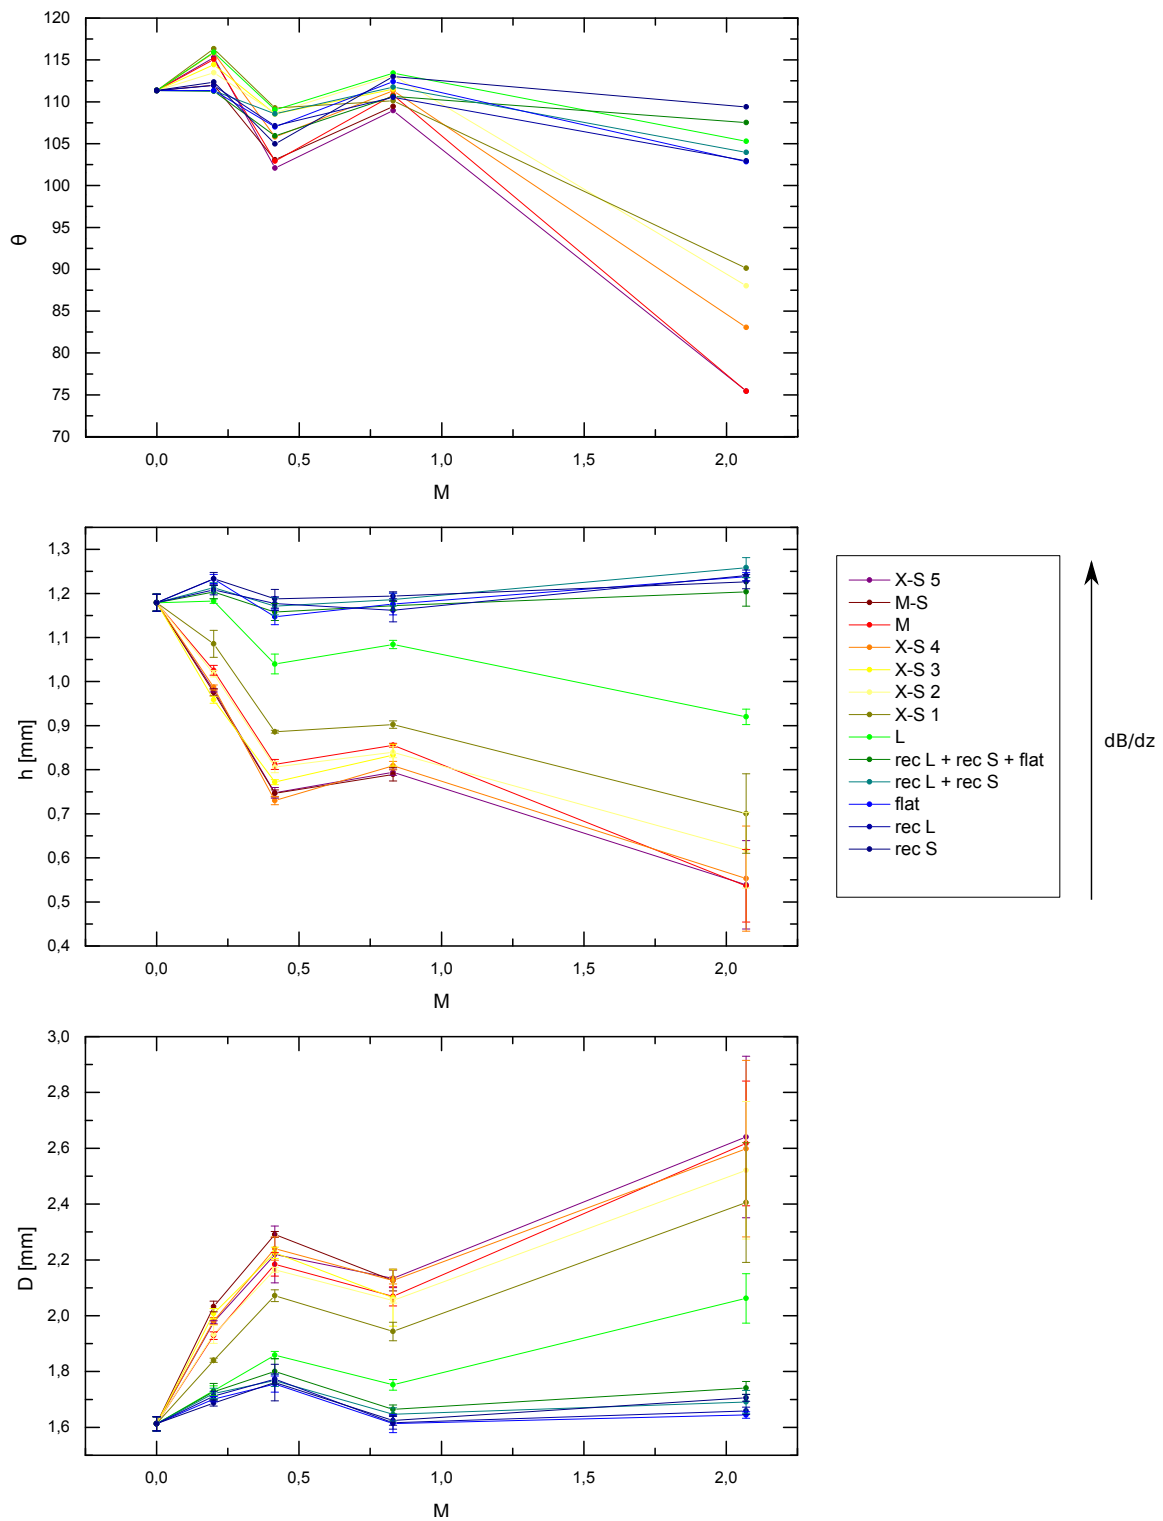 120
115
110
105
100
95
90
85
80
75
70
θ
0,0
0,5
1,0
1,5
2,0
M
1,3
1,2
1,1
1,0
0,9
0,8
0,7
0,6
0,5
0,4
h [mm]
0,0
0,5
1,0
1,5
2,0
M
X-S 5
M-S
M
X-S 4
X-S 3
X-S 2
X-S 1
L
rec L + rec S + flat
rec L + rec S
flat
rec L
rec S
dB/dz
3,0
2,8
2,6
2,4
2,2
2,0
1,8
1,6
D [mm]
0,0
0,5
1,0
1,5
2,0
M